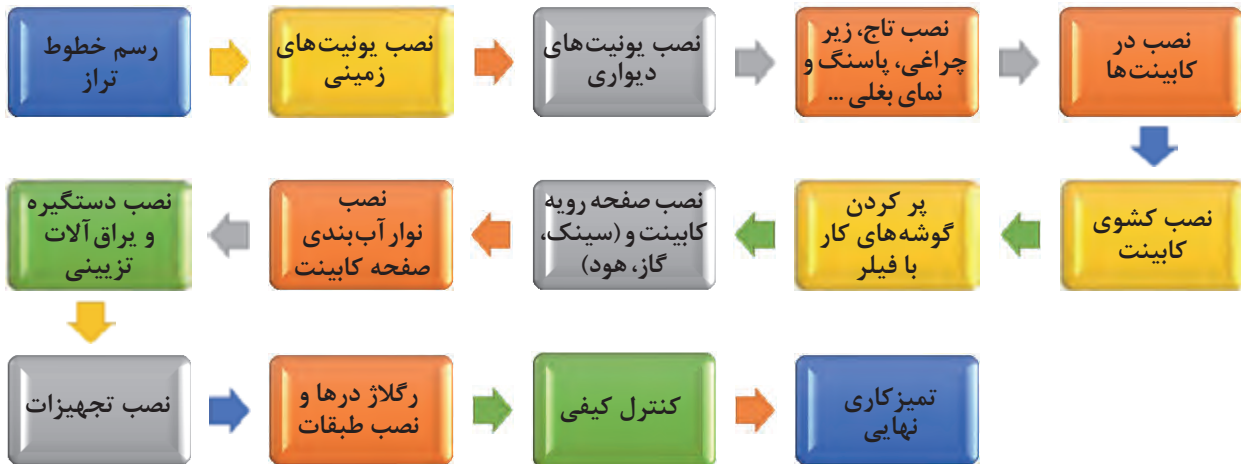 رسم خطوط
تراز
نصب یونیت‌های
زمینی
نصب یونیت‌های
دیواری
نصب تاج، زیر
چراغی، پاسنگ و
نمای بغلی ...
نصب در
کابینت‌ها
نصب کشوی
کابینت
پر کردن
گوشه‌های کار
با فیلر
نصب صفحه رویه
کابینت و (سینک،
گاز، هود)
نصب
نوار آب‌بندی
صفحه کابینت
نصب دستگیره
و یراق‌آلات
تزیینی
نصب تجهیزات
رگلاژ درها و
نصب طبقات
کنترل کیفی
تمیزکاری
نهایی